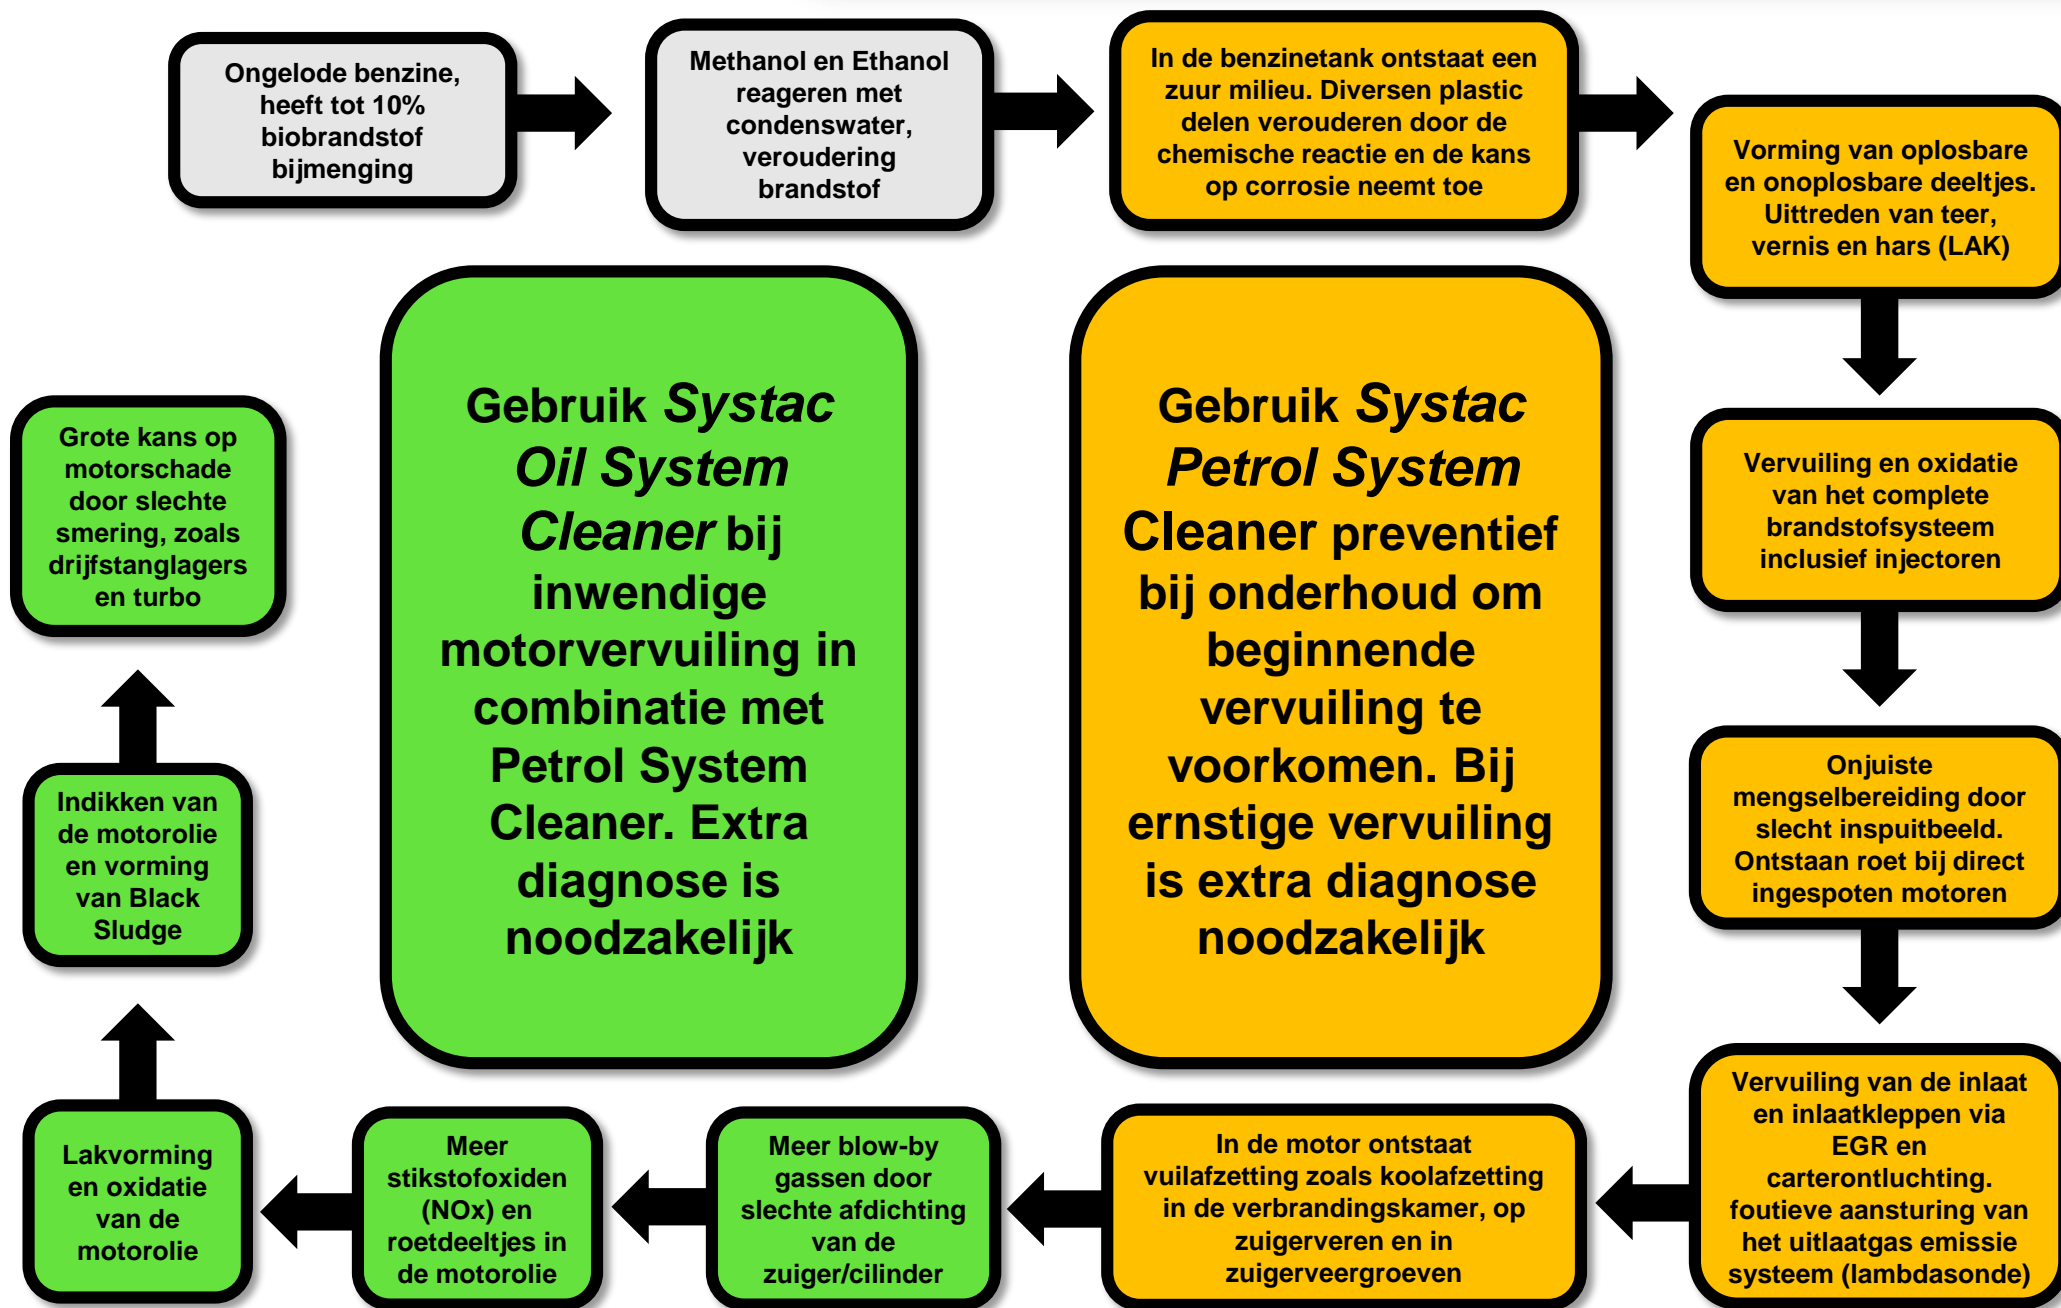 Ongelode benzine,
heeft tot 10%
biobrandstof
bijmenging
Methanol en Ethanol
reageren met
condenswater,
veroudering
brandstof
In de benzinetank ontstaat een
zuur milieu. Diversen plastic
delen verouderen door de
chemische reactie en de kans
op corrosie neemt toe
Vorming van oplosbare
en onoplosbare deeltjes.
Uittreden van teer,
vernis en hars (LAK)
Vervuiling en oxidatie
van het complete
brandstofsysteem
inclusief injectoren
Onjuiste
mengselbereiding door
slecht inspuitbeeld.
Ontstaan roet bij direct
ingespoten motoren
Vervuiling van de inlaat
en inlaatkleppen via
EGR en
carterontluchting.
foutieve aansturing van
het uitlaatgas emissie
systeem (lambdasonde)
In de motor ontstaat
vuilafzetting zoals koolafzetting
in de verbrandingskamer, op
zuigerveren en in
zuigerveergroeven
Meer blow-by
gassen door
slechte afdichting
van de
zuiger/cilinder
Meer
stikstofoxiden
(NOx) en
roetdeeltjes in
de motorolie
Lakvorming
en oxidatie
van de
motorolie
Indikken van
de motorolie
en vorming
van Black
Sludge
Grote kans op
motorschade
door slechte
smering, zoals
drijfstanglagers
en turbo
Gebruik Systac
Oil System
Cleaner bij
inwendige
motorvervuiling in
combinatie met
Petrol System
Cleaner. Extra
diagnose is
noodzakelijk
Gebruik Systac
Petrol System
Cleaner preventief
bij onderhoud om
beginnende
vervuiling te
voorkomen. Bij
ernstige vervuiling
is extra diagnose
noodzakelijk